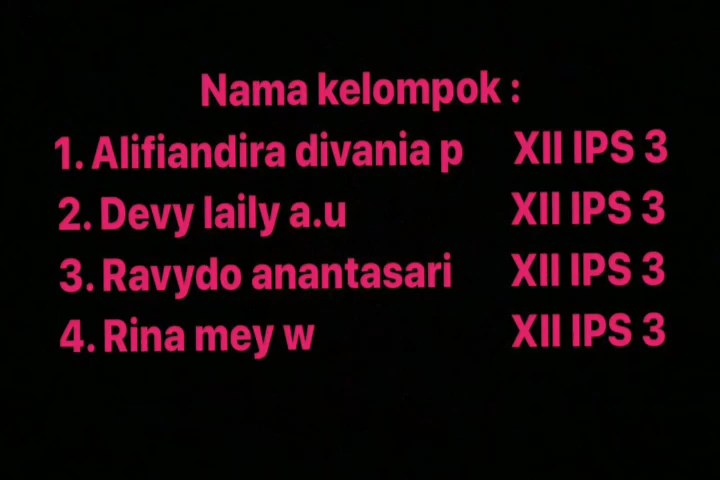 Nama kelompok :
1. Alifiandira divania p XII IPS 3
2. Devy laily a.u XII IPS 3
3. Ravydo anantasari XII IPS 3
4. Rina mey w XII IPS 3